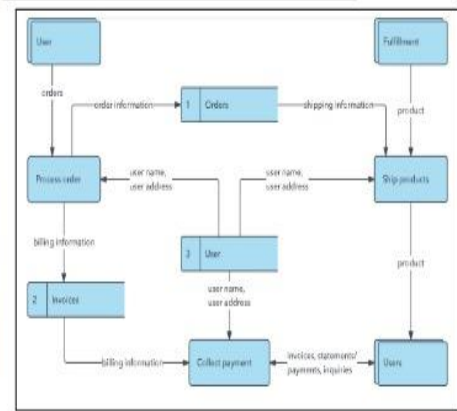 User
Fulfillment
orders
order information
1 Orders
shipping information
product
Process order
user name,
user address
user name,
user address
Ship products
billing information
3 User
product
2 Invoices
user name,
user address
billing information
Collect payment
invoices, statements/
payments, inquiries
Users